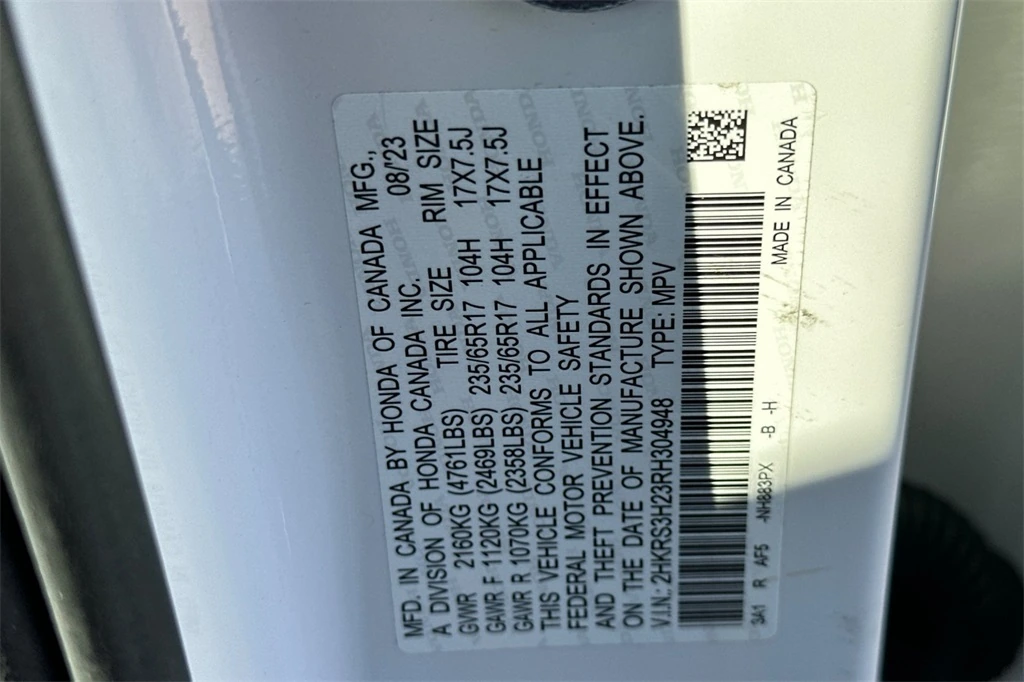 MFD. IN CANADA BY HONDA OF CANADA MFG.,
A DIVISION OF HONDA CANADA INC. 08/'23
GVWR 2160KG (4761LBS) TIRE SIZE RIM SIZE
GAWR F 1120KG (2469LBS) 235/65R17 104H 17X7.5J
GAWR R 1070KG (2358LBS) 235/65R17 104H 17X7.5J
THIS VEHICLE CONFORMS TO ALL APPLICABLE
FEDERAL MOTOR VEHICLE SAFETY
AND THEFT PREVENTION STANDARDS IN EFFECT
ON THE DATE OF MANUFACTURE SHOWN ABOVE.
V.I.N.: 2HKRS3H23RH304948 TYPE: MPV
3A1 R AF5 -NH883PX -B -H
MADE IN CANADA